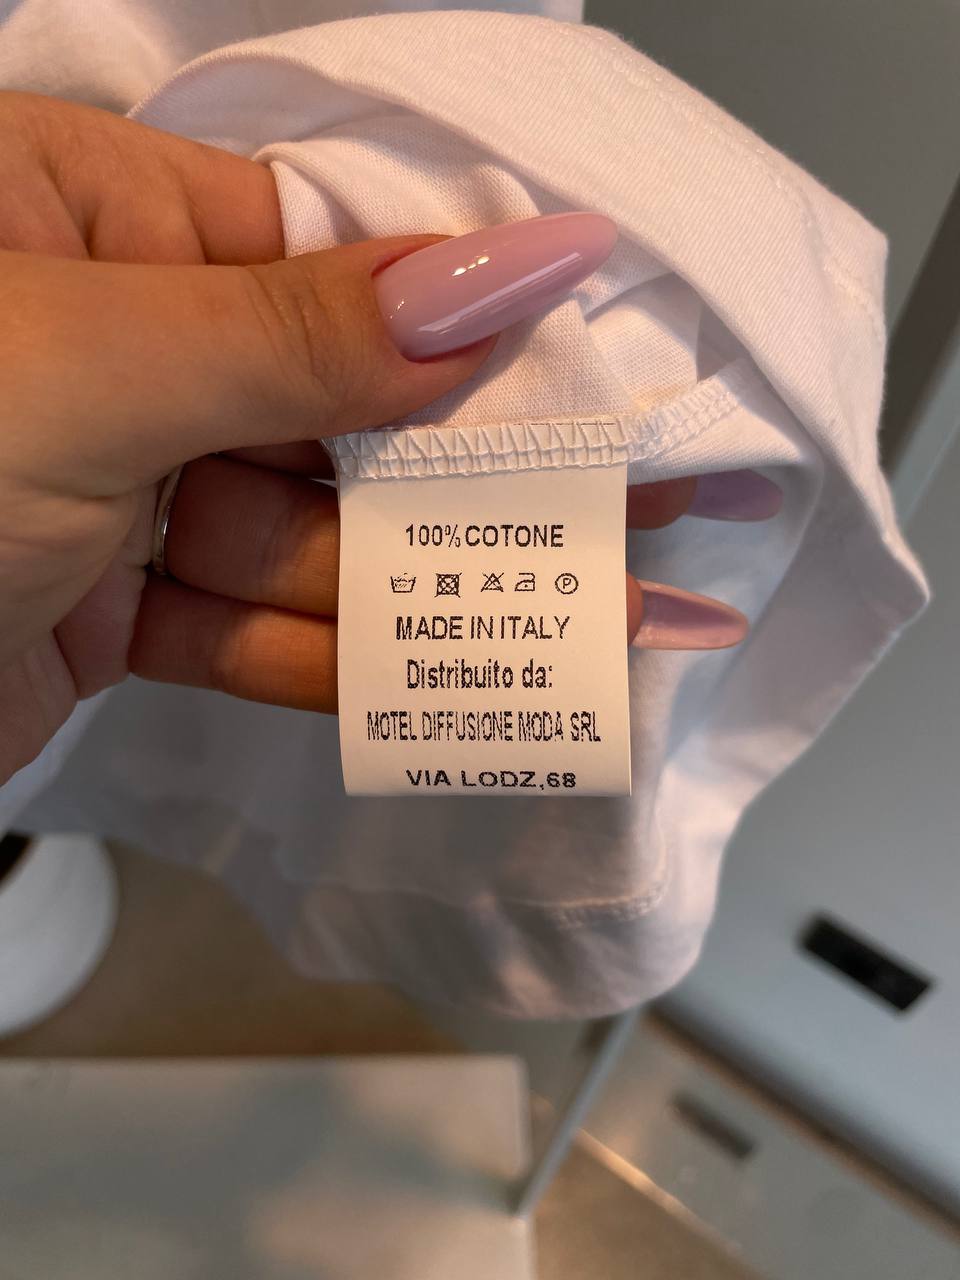 100%COTONE
P
MADE IN ITALY
Distribuito da:
MOTEL DIFFUSIONE MODA SRL
VIA LODZ,68